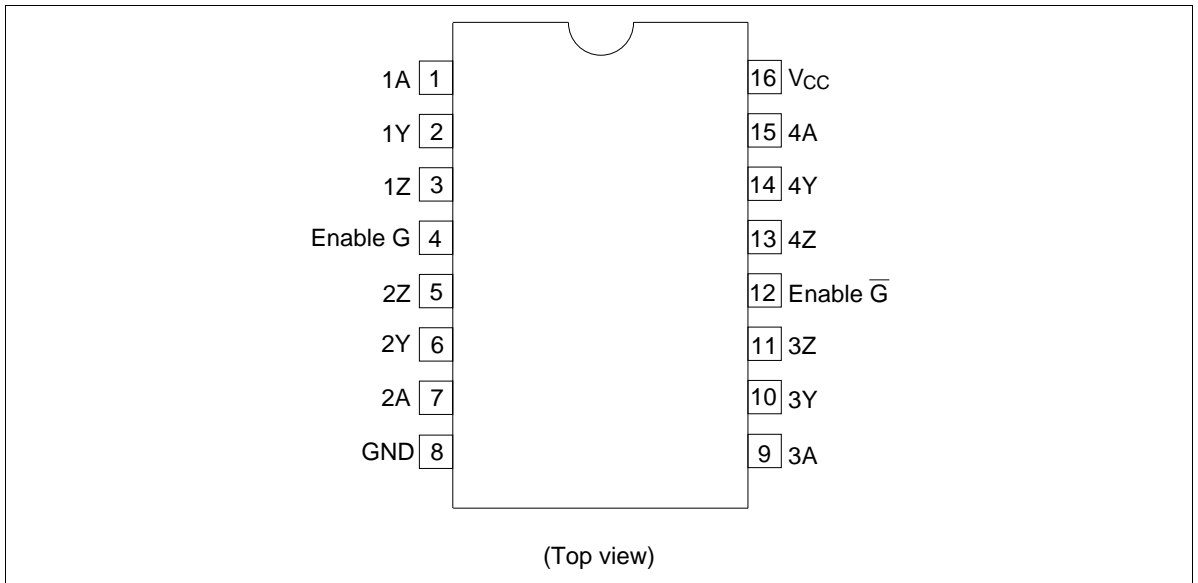 1A 1 16 VCC
1Y 2 15 4A
1Z 3 14 4Y
Enable G 4 13 4Z
2Z 5 12 Enable G̅
2Y 6 11 3Z
2A 7 10 3Y
GND 8 9 3A
(Top view)